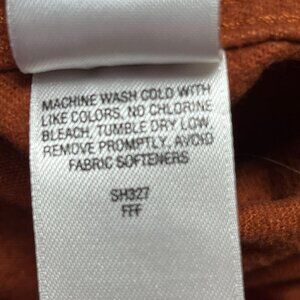 MACHINE WASH COLD WITH
LIKE COLORS, NO CHLORINE
BLEACH, TUMBLE DRY LOW,
REMOVE PROMPTLY, AVOID
FABRIC SOFTENERS
SH327
FFF